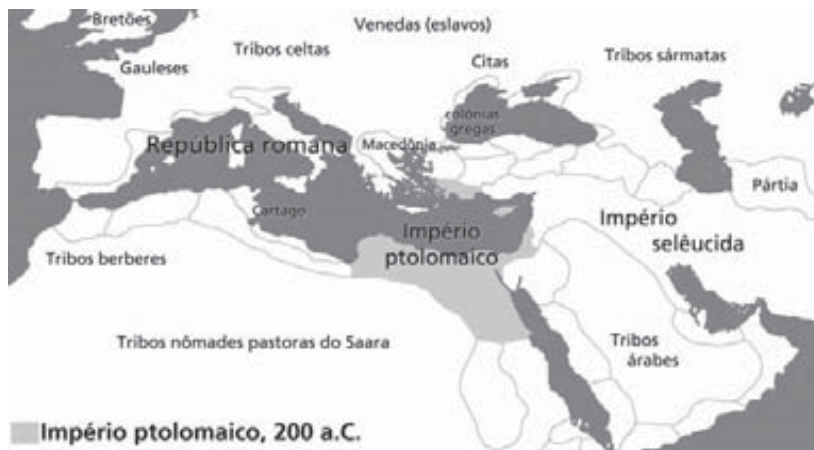 Bretões
Venedas (eslavos)
Tribos celtas
Citas
Tribos sármatas
Gauleses
colônias
gregas
República romana
Macedônia
Pártia
Cartago
Império
ptolomaico
Império
selêucida
Tribos berberes
Tribos nômades pastoras do Saara
Tribos
árabes
Império ptolomaico, 200 a.C.